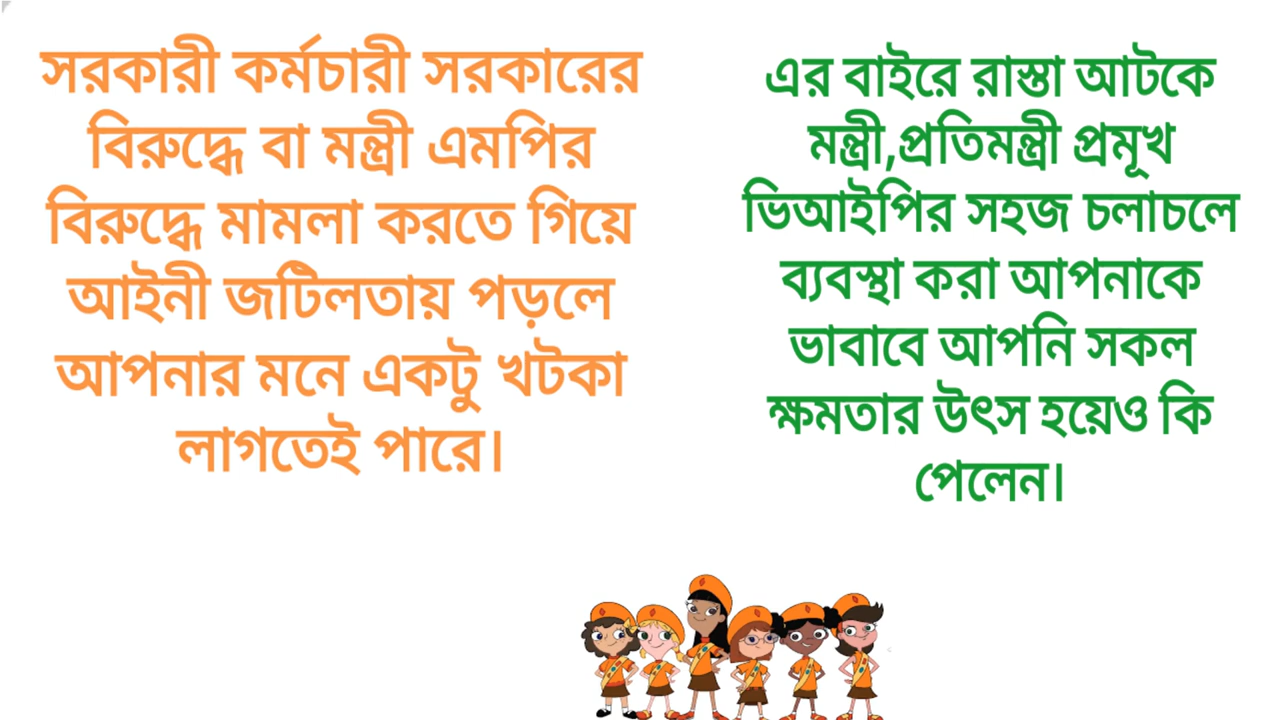 সরকারী কর্মচারী সরকারের
বিরুদ্ধে বা মন্ত্রী এমপির
বিরুদ্ধে মামলা করতে গিয়ে
আইনী জটিলতায় পড়লে
আপনার মনে একটু খটকা
লাগতেই পারে।
এর বাইরে রাস্তা আটকে
মন্ত্রী,প্রতিমন্ত্রী প্রমূখ
ভিআইপির সহজ চলাচলে
ব্যবস্থা করা আপনাকে
ভাবাবে আপনি সকল
ক্ষমতার উৎস হয়েও কি
পেলেন।